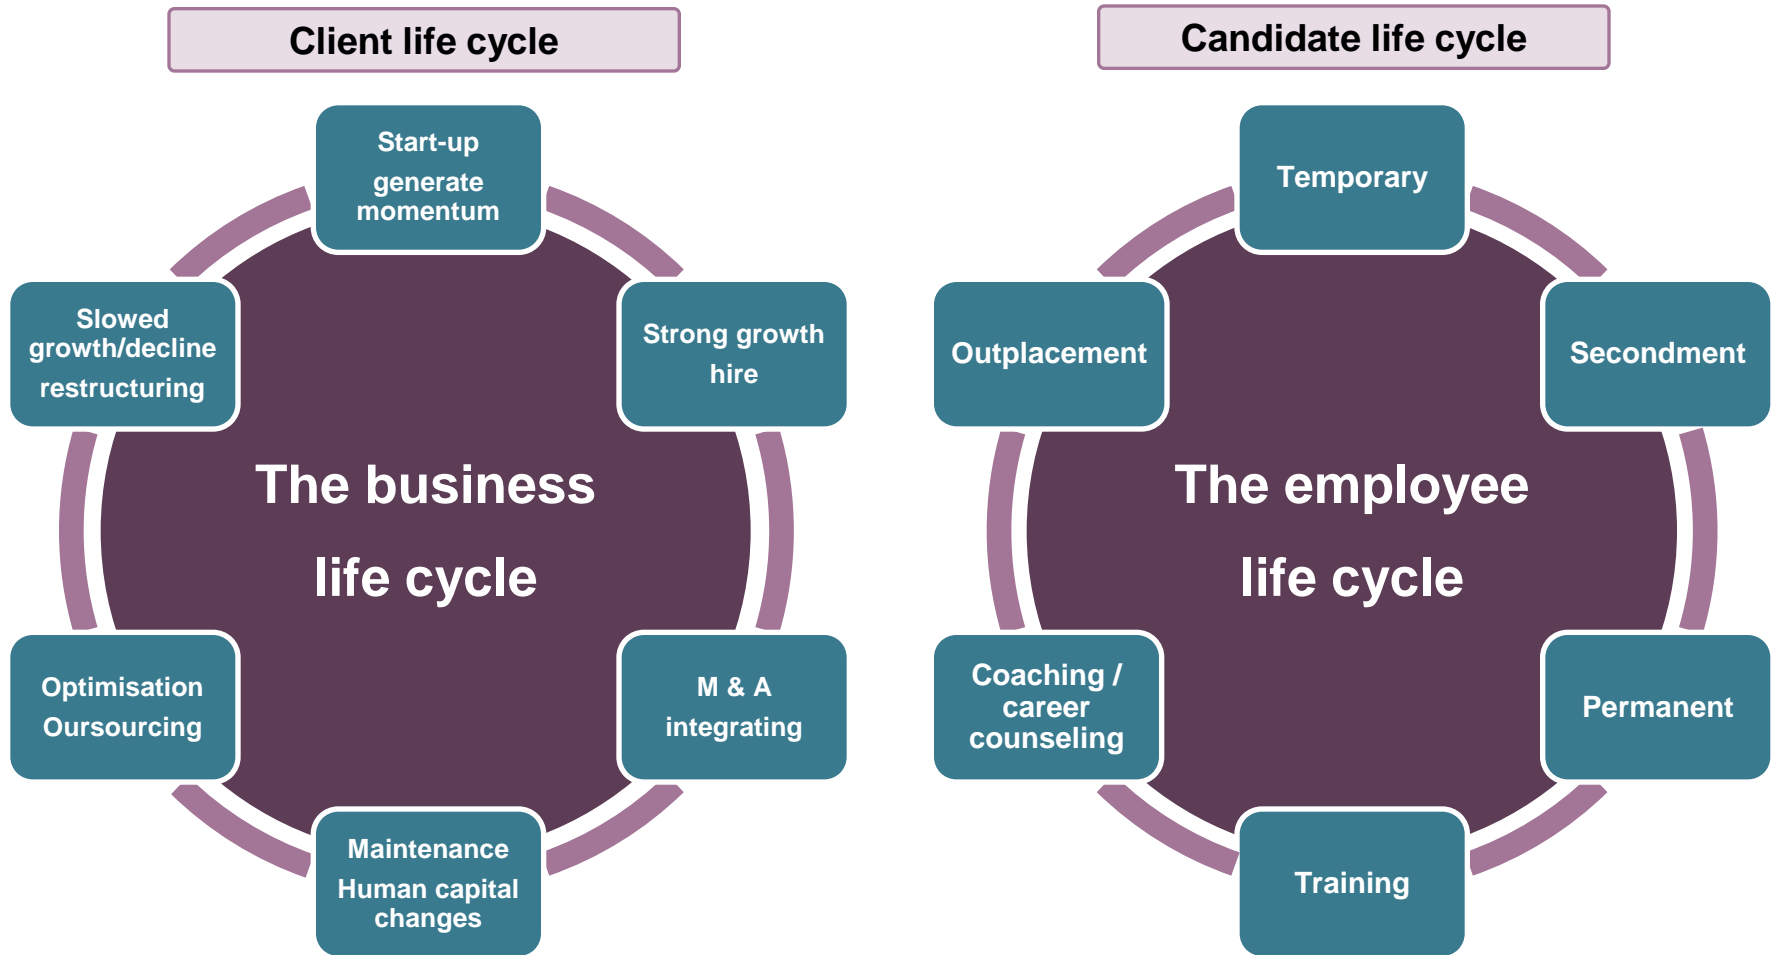 Client life cycle
Start-up
generate
momentum
Strong growth
hire
M & A
integrating
Maintenance
Human capital
changes
Optimisation
Oursourcing
Slowed
growth/decline
restructuring
The business
life cycle
Candidate life cycle
Temporary
Secondment
Permanent
Training
Coaching /
career
counseling
Outplacement
The employee
life cycle